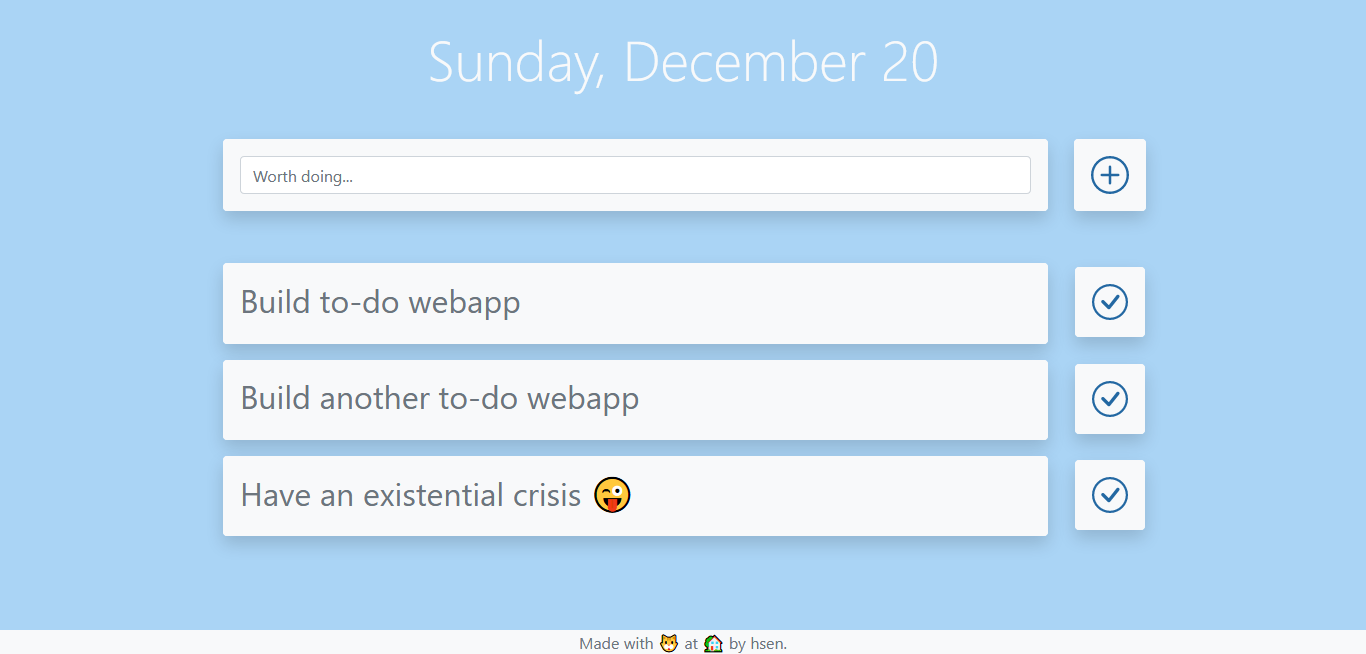 Sunday, December 20
Worth doing...
Build to-do webapp
Build another to-do webapp
Have an existential crisis 😜
Made with 🐱 at 🏠 by hsen.